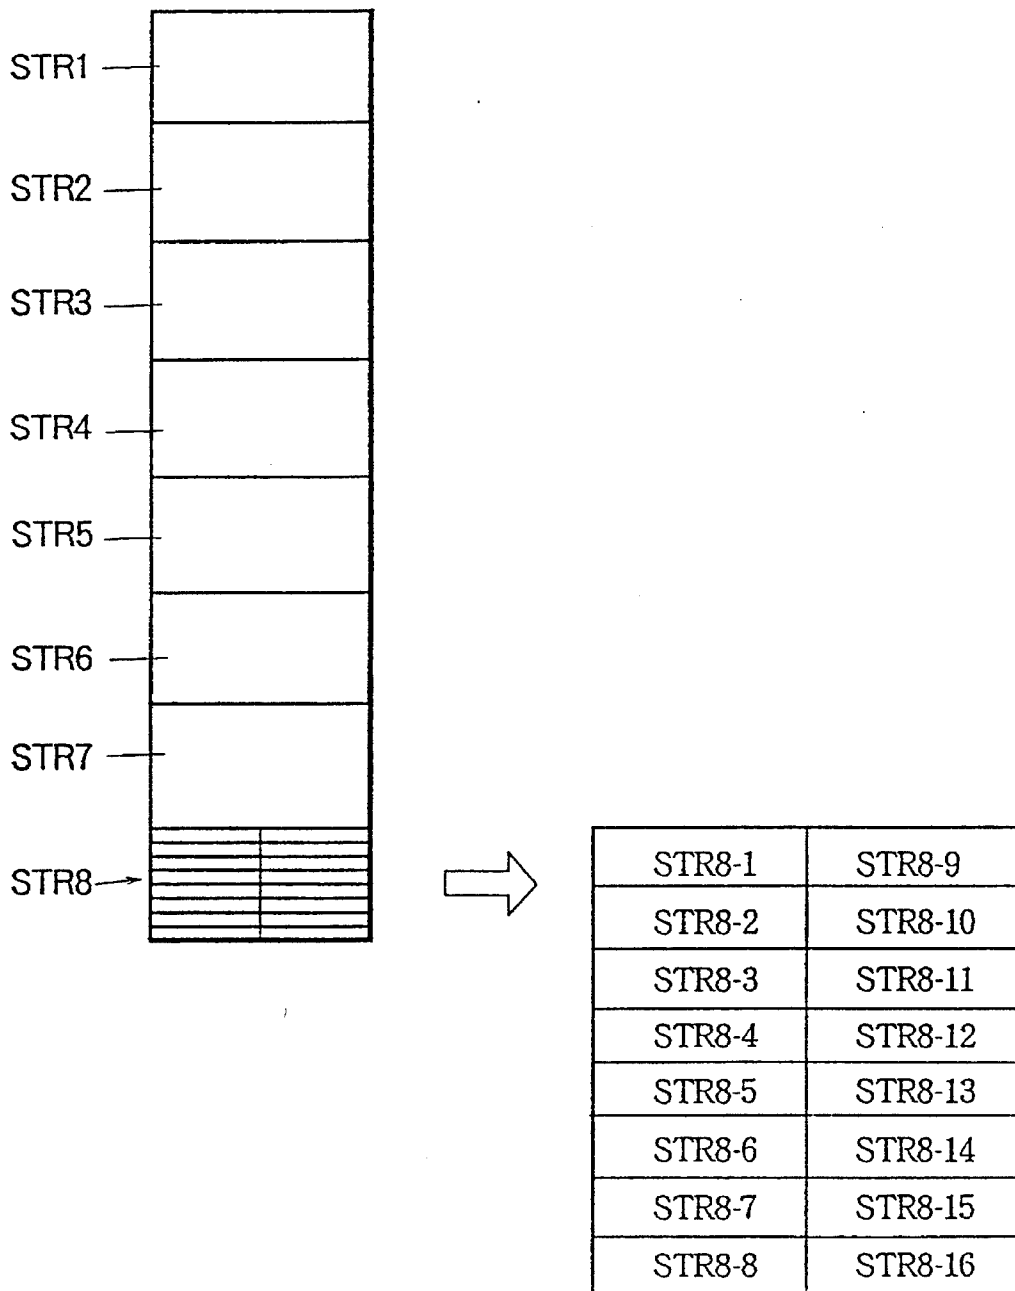 STR1
STR2
STR3
STR4
STR5
STR6
STR7
STR8
STR8-1 STR8-9
STR8-2 STR8-10
STR8-3 STR8-11
STR8-4 STR8-12
STR8-5 STR8-13
STR8-6 STR8-14
STR8-7 STR8-15
STR8-8 STR8-16